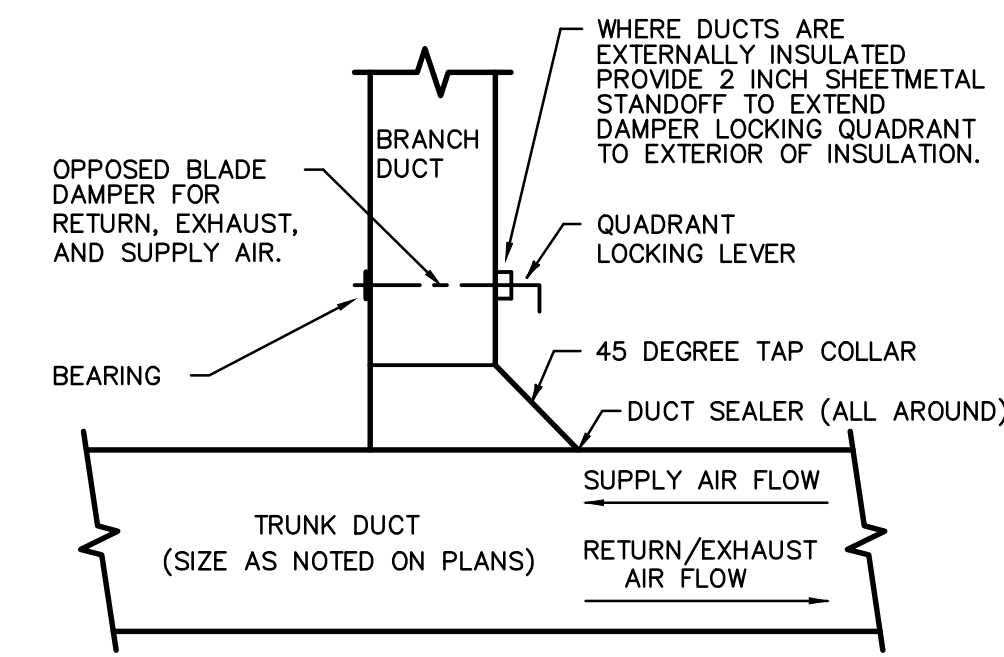 WHERE DUCTS ARE
EXTERNALLY INSULATED
PROVIDE 2 INCH SHEETMETAL
STANDOFF TO EXTEND
DAMPER LOCKING QUADRANT
TO EXTERIOR OF INSULATION.
BRANCH
DUCT
OPPOSED BLADE
DAMPER FOR
RETURN, EXHAUST,
AND SUPPLY AIR.
QUADRANT
LOCKING LEVER
BEARING
45 DEGREE TAP COLLAR
DUCT SEALER (ALL AROUND)
SUPPLY AIR FLOW
TRUNK DUCT
(SIZE AS NOTED ON PLANS)
RETURN/EXHAUST
AIR FLOW